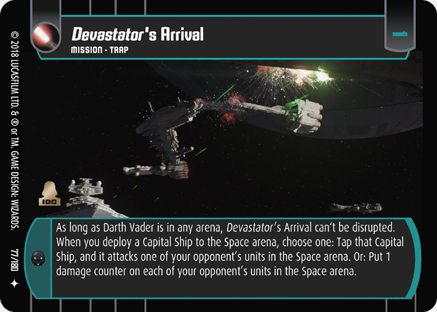 Devastator's Arrival
MISSION - TRAP
IDC
As long as Darth Vader is in any arena, Devastator's Arrival can't be disrupted.
When you deploy a Capital Ship to the Space arena, choose one: Tap that Capital
Ship, and it attacks one of your opponent's units in the Space arena. Or: Put 1
damage counter on each of your opponent's units in the Space arena.
© 2018 LUCASFILM LTD. & ® or TM. GAME DESIGN: WIZARDS.